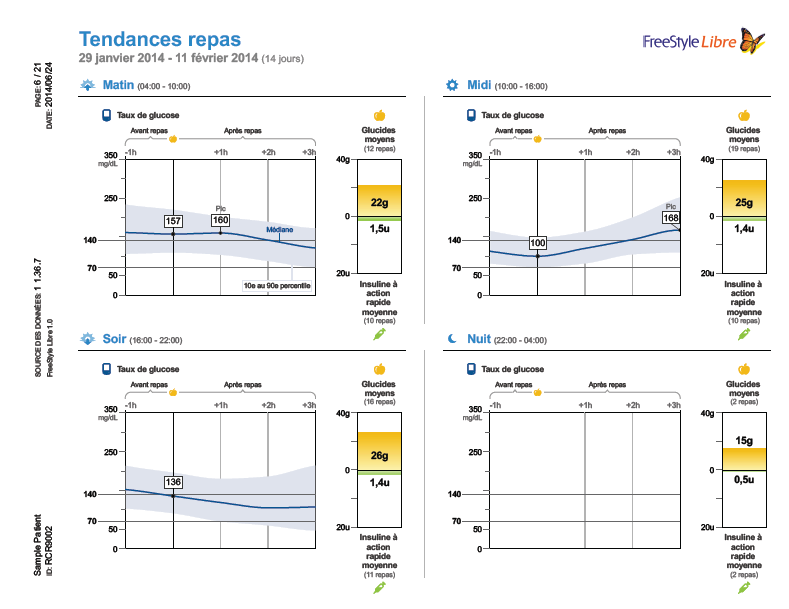 Tendances repas
29 janvier 2014 - 11 février 2014 (14 jours)
FreeStyle Libre
PAGE: 6 / 21
DATE: 2014/06/24
SOURCE DES DONNÉES: 1 1.36.7
FreeStyle Libre 1.0
Sample Patient
ID: RCR9002
Matin (04:00 - 10:00)
Taux de glucose
Avant repas
Après repas
-1h
+1h
+2h
+3h
350
mg/dL
250
140
70
50
0
157
Pic
160
Médiane
10e au 90e percentile
Glucides
moyens
(12 repas)
40g
22g
0
1,5u
20u
Insuline à
action
rapide
moyenne
(10 repas)
Midi (10:00 - 16:00)
Taux de glucose
Avant repas
Après repas
-1h
+1h
+2h
+3h
350
mg/dL
250
140
70
50
0
100
Pic
168
Glucides
moyens
(19 repas)
40g
25g
0
1,4u
20u
Insuline à
action
rapide
moyenne
(10 repas)
Soir (16:00 - 22:00)
Taux de glucose
Avant repas
Après repas
-1h
+1h
+2h
+3h
350
mg/dL
250
140
70
50
0
136
Glucides
moyens
(16 repas)
40g
26g
0
1,4u
20u
Insuline à
action
rapide
moyenne
(11 repas)
Nuit (22:00 - 04:00)
Taux de glucose
Avant repas
Après repas
-1h
+1h
+2h
+3h
350
mg/dL
250
140
70
50
0
Glucides
moyens
(2 repas)
40g
15g
0
0,5u
20u
Insuline à
action
rapide
moyenne
(2 repas)